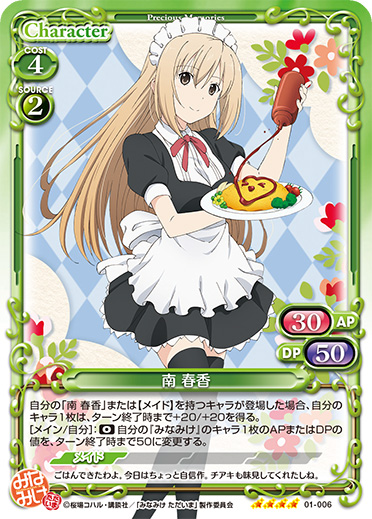 Precious Memories
Character
COST
4
SOURCE
2
30 AP
DP 50
南 春香
自分の「南 春香」または【メイド】を持つキャラが登場した場合、自分の
キャラ1枚は、ターン終了時まで+20/+20を得る。
[メイン/自分]:自分の『みなみけ』のキャラ1枚のAPまたはDPの
値を、ターン終了時まで50に変更する。
メイド
みなみけ
ごはんできたわよ。今日はちょっと自信作。チアキも味見してくれたしね。
©桜場コハル・講談社/「みなみけ ただいま」製作委員会
★★★★ 01-006